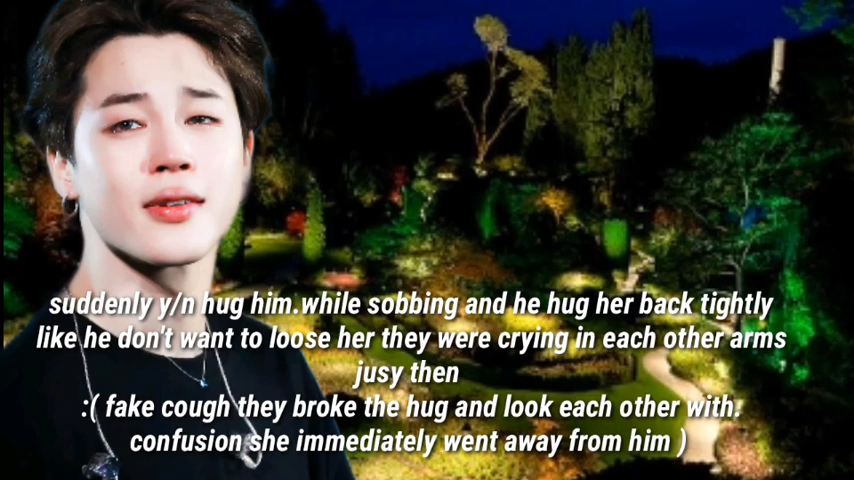 suddenly y/n hug him.while sobbing and he hug her back tightly
like he don't want to loose her they were crying in each other arms
jusy then
:( fake cough they broke the hug and look each other with.
confusion she immediately went away from him )